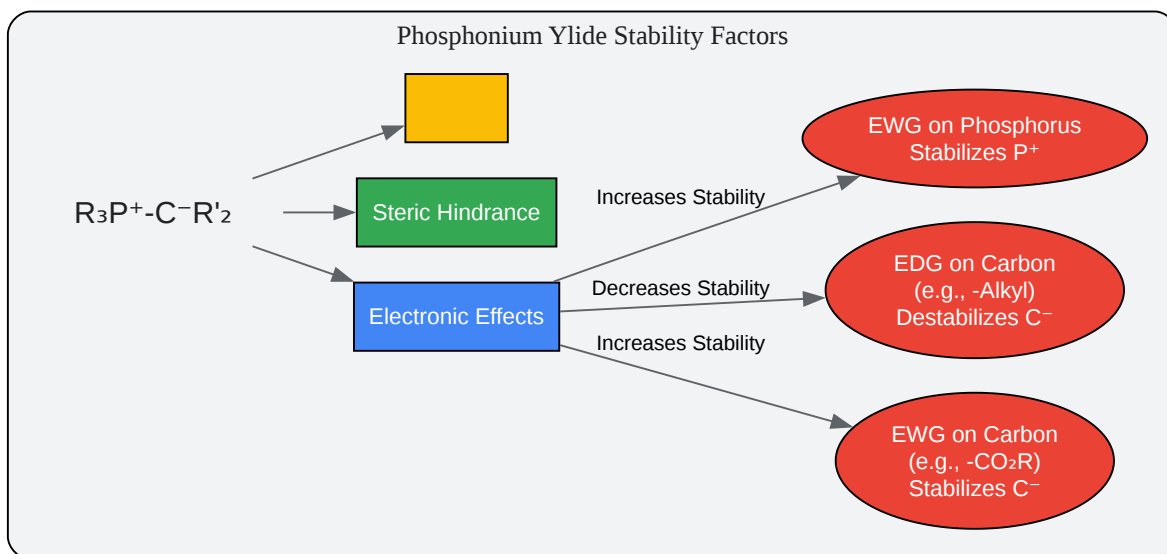 Phosphonium Ylide Stability Factors
R₃P⁺-C⁻R'₂
Steric Hindrance
Electronic Effects
Increases Stability
Decreases Stability
Increases Stability
EWG on Phosphorus
Stabilizes P⁺
EDG on Carbon
(e.g., -Alkyl)
Destabilizes C⁻
EWG on Carbon
(e.g., -CO₂R)
Stabilizes C⁻